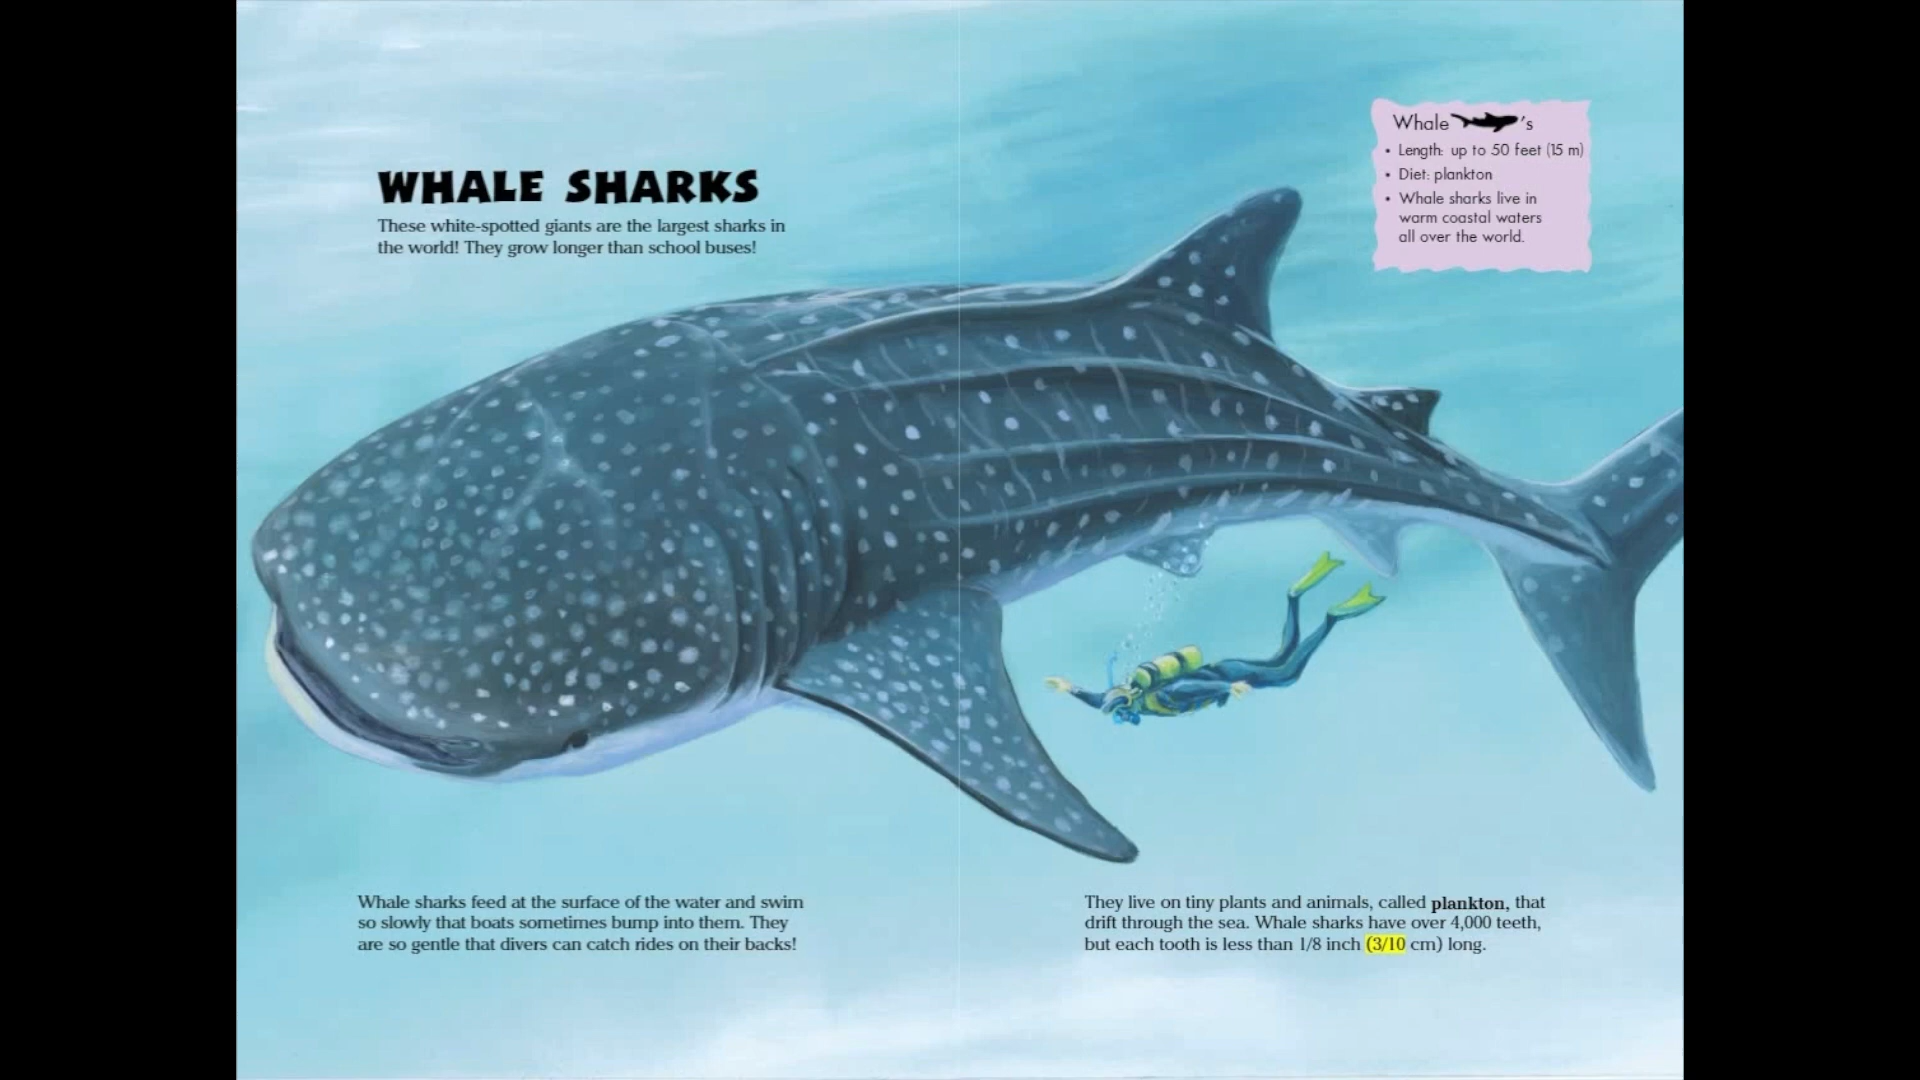 WHALE SHARKS
These white-spotted giants are the largest sharks in
the world! They grow longer than school buses!
Whale 's
• Length: up to 50 feet (15 m)
• Diet: plankton
• Whale sharks live in
warm coastal waters
all over the world.
Whale sharks feed at the surface of the water and swim
so slowly that boats sometimes bump into them. They
are so gentle that divers can catch rides on their backs!
They live on tiny plants and animals, called plankton, that
drift through the sea. Whale sharks have over 4,000 teeth,
but each tooth is less than 1/8 inch (3/10 cm) long.